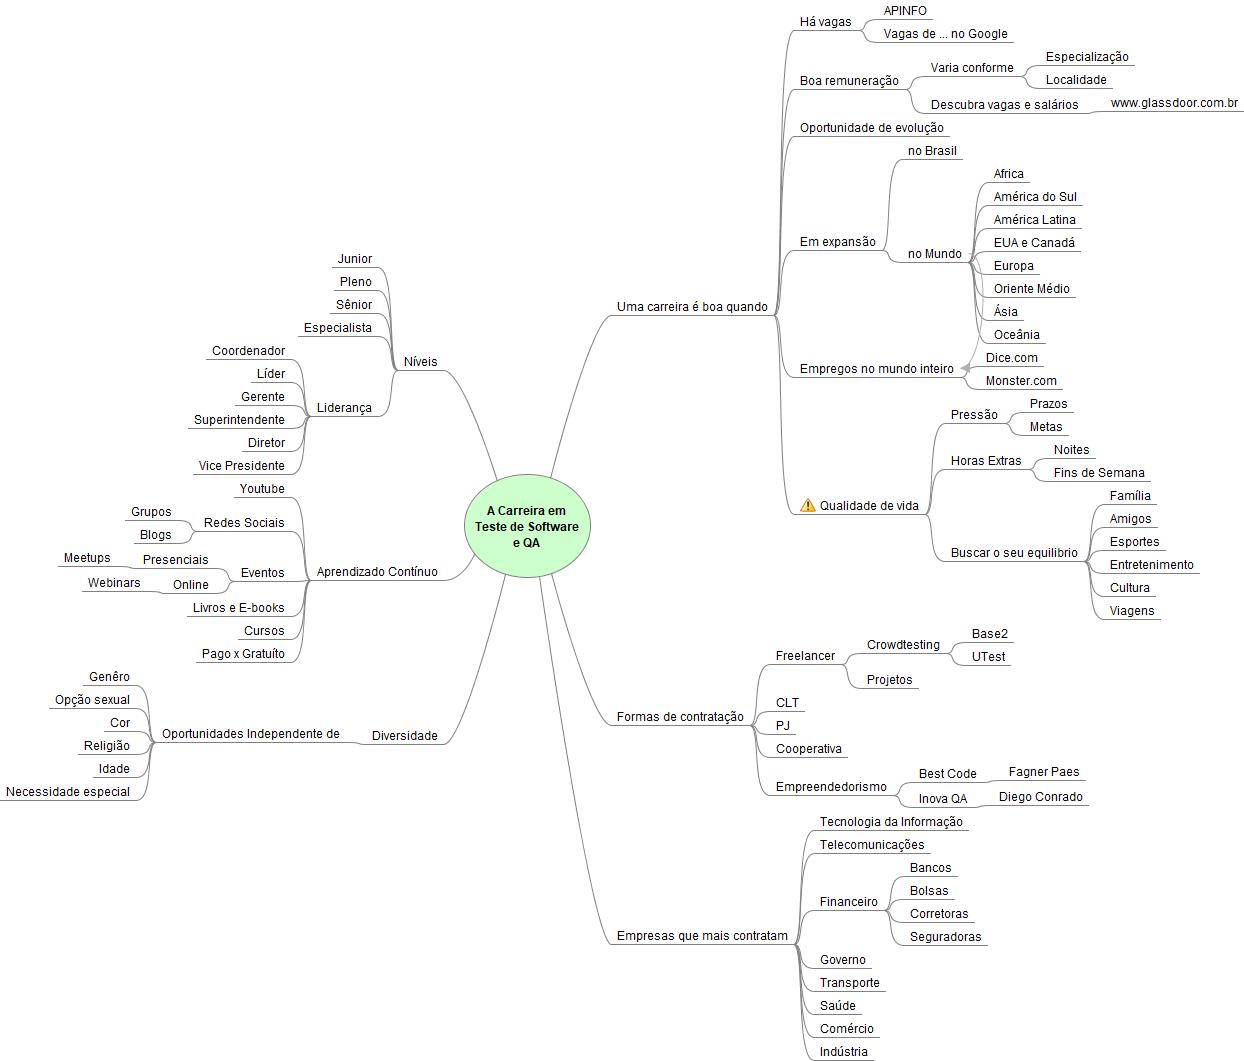 A Carreira em
Teste de Software
e QA
Uma carreira é boa quando
Há vagas
APINFO
Vagas de ... no Google
Boa remuneração
Varia conforme
Especialização
Localidade
Descubra vagas e salários
www.glassdoor.com.br
Oportunidade de evolução
Em expansão
no Brasil
no Mundo
Africa
América do Sul
América Latina
EUA e Canadá
Europa
Oriente Médio
Ásia
Oceânia
Empregos no mundo inteiro
Dice.com
Monster.com
Qualidade de vida
Pressão
Prazos
Metas
Horas Extras
Noites
Fins de Semana
Buscar o seu equilibrio
Família
Amigos
Esportes
Entretenimento
Cultura
Viagens
Formas de contratação
Freelancer
Crowdtesting
Base2
UTest
Projetos
CLT
PJ
Cooperativa
Empreendedorismo
Best Code
Fagner Paes
Inova QA
Diego Conrado
Empresas que mais contratam
Tecnologia da Informação
Telecomunicações
Financeiro
Bancos
Bolsas
Corretoras
Seguradoras
Governo
Transporte
Saúde
Comércio
Indústria
Níveis
Junior
Pleno
Sênior
Especialista
Liderança
Coordenador
Líder
Gerente
Superintendente
Diretor
Vice Presidente
Aprendizado Contínuo
Youtube
Redes Sociais
Grupos
Blogs
Eventos
Presenciais
Meetups
Online
Webinars
Livros e E-books
Cursos
Pago x Gratuíto
Diversidade
Oportunidades Independente de
Genêro
Opção sexual
Cor
Religião
Idade
Necessidade especial